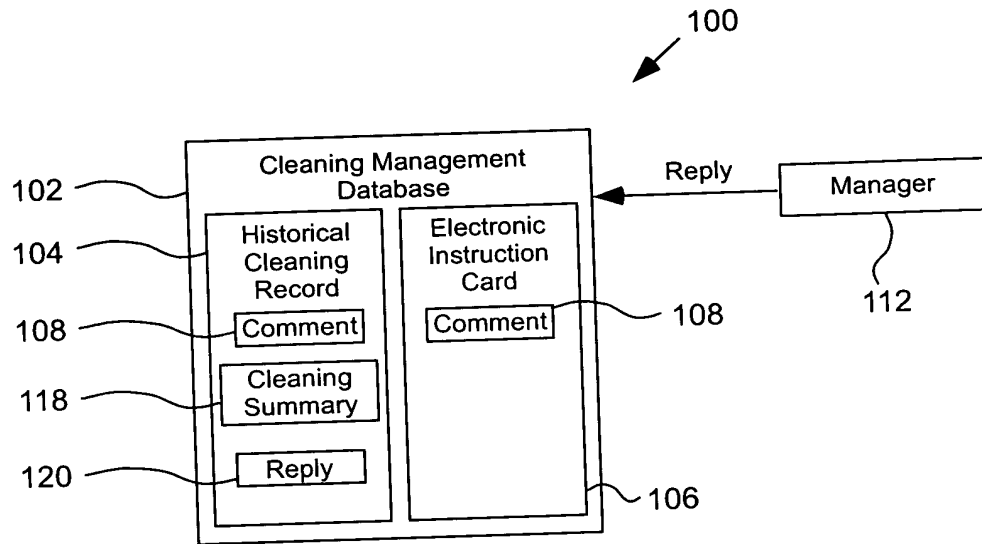 100
Cleaning Management
Database
Reply
Manager
102
112
104
Historical
Cleaning
Record
Electronic
Instruction
Card
108
Comment
Comment
108
118
Cleaning
Summary
120
Reply
106